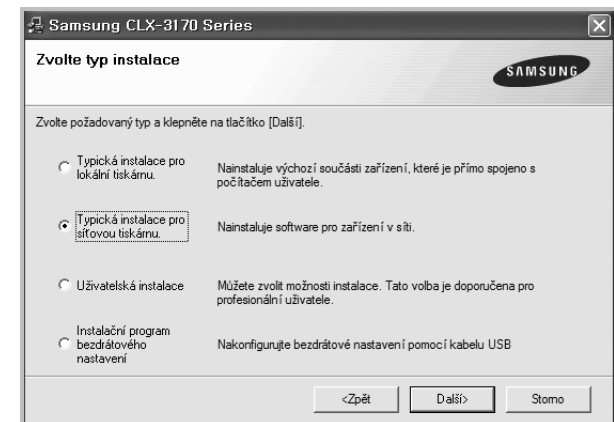 Samsung CLX-3170 Series
Zvolte typ instalace
SAMSUNG
Zvolte požadovaný typ a klepněte na tlačítko [Další].
Typická instalace pro
lokální tiskárnu.
Nainstaluje výchozí součásti zařízení, které je přímo spojeno s
počítačem uživatele.
Typická instalace pro
síťovou tiskárnu.
Nainstaluje software pro zařízení v síti.
Uživatelská instalace
Můžete zvolit možnosti instalace. Tato volba je doporučena pro
profesionální uživatele.
Instalační program
bezdrátového
nastavení
Nakonfigurujte bezdrátové nastavení pomocí kabelu USB
<Zpět
Další>
Storno